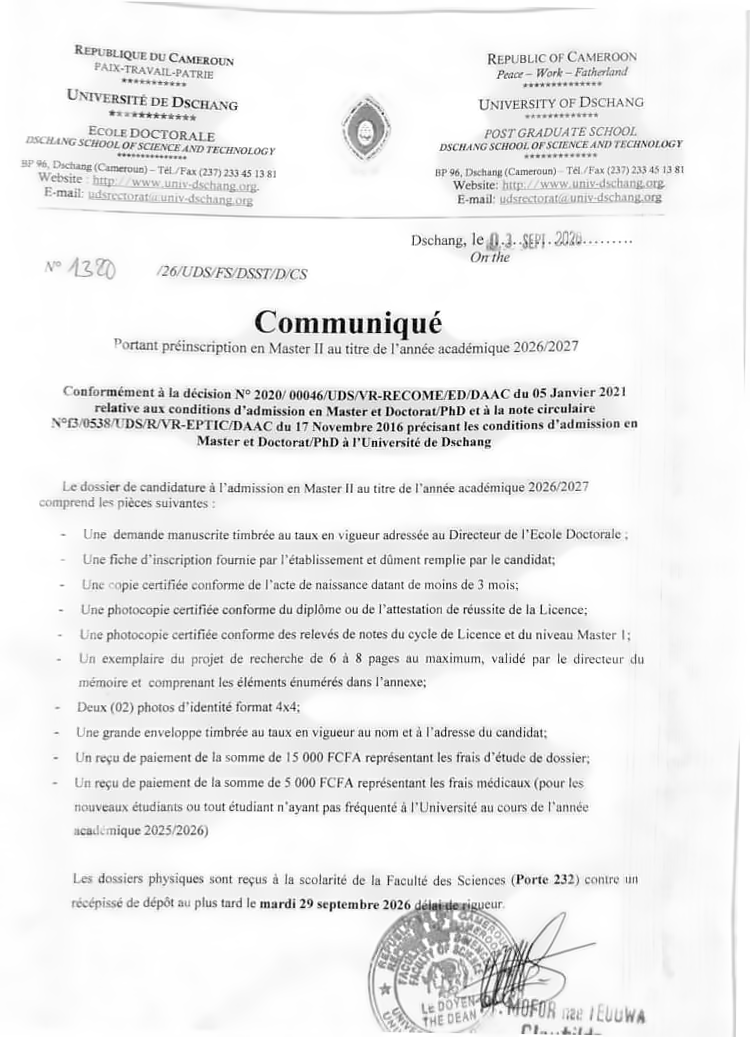 REPUBLIQUE DU CAMEROUN
PAIX-TRAVAIL-PATRIE
***********
UNIVERSITÉ DE DSCHANG
************
ECOLE DOCTORALE
DSCHANG SCHOOL OF SCIENCE AND TECHNOLOGY
**************
BP 96, Dschang (Cameroun) – Tél./Fax (237) 233 45 13 81
Website : http://www.univ-dschang.org.
E-mail: udsrectorat@univ-dschang.org
REPUBLIC OF CAMEROON
Peace – Work – Fatherland
*************
UNIVERSITY OF DSCHANG
*************
POST GRADUATE SCHOOL
DSCHANG SCHOOL OF SCIENCE AND TECHNOLOGY
*************
BP 96, Dschang (Cameroun) – Tél./Fax (237) 233 45 13 81
Website: http://www.univ-dschang.org.
E-mail: udsrectorat@univ-dschang.org
Dschang, le 03 SEPT. 2026
On the
N° 1380 /26/UDS/FS/DSST/D/CS
Communiqué
Portant préinscription en Master II au titre de l'année académique 2026/2027
Conformément à la décision N° 2020/ 00046/UDS/VR-RECOME/ED/DAAC du 05 Janvier 2021
relative aux conditions d'admission en Master et Doctorat/PhD et à la note circulaire
N°f3/0538/UDS/R/VR-EPTIC/DAAC du 17 Novembre 2016 précisant les conditions d'admission en
Master et Doctorat/PhD à l'Université de Dschang
Le dossier de candidature à l'admission en Master II au titre de l'année académique 2026/2027
comprend les pièces suivantes :
- Une demande manuscrite timbrée au taux en vigueur adressée au Directeur de l'Ecole Doctorale ;
- Une fiche d'inscription fournie par l'établissement et dûment remplie par le candidat;
- Une copie certifiée conforme de l'acte de naissance datant de moins de 3 mois;
- Une photocopie certifiée conforme du diplôme ou de l'attestation de réussite de la Licence;
- Une photocopie certifiée conforme des relevés de notes du cycle de Licence et du niveau Master 1;
- Un exemplaire du projet de recherche de 6 à 8 pages au maximum, validé par le directeur du
mémoire et comprenant les éléments énumérés dans l'annexe;
- Deux (02) photos d'identité format 4x4;
- Une grande enveloppe timbrée au taux en vigueur au nom et à l'adresse du candidat;
- Un reçu de paiement de la somme de 15 000 FCFA représentant les frais d'étude de dossier;
- Un reçu de paiement de la somme de 5 000 FCFA représentant les frais médicaux (pour les
nouveaux étudiants ou tout étudiant n'ayant pas fréquenté à l'Université au cours de l'année
académique 2025/2026)
Les dossiers physiques sont reçus à la scolarité de la Faculté des Sciences (Porte 232) contre un
récépissé de dépôt au plus tard le mardi 29 septembre 2026 délai de rigueur.
FACULTY OF SCIENCE
LE DOYEN
THE DEAN
MOFOR née TEUGWA
Clautilde